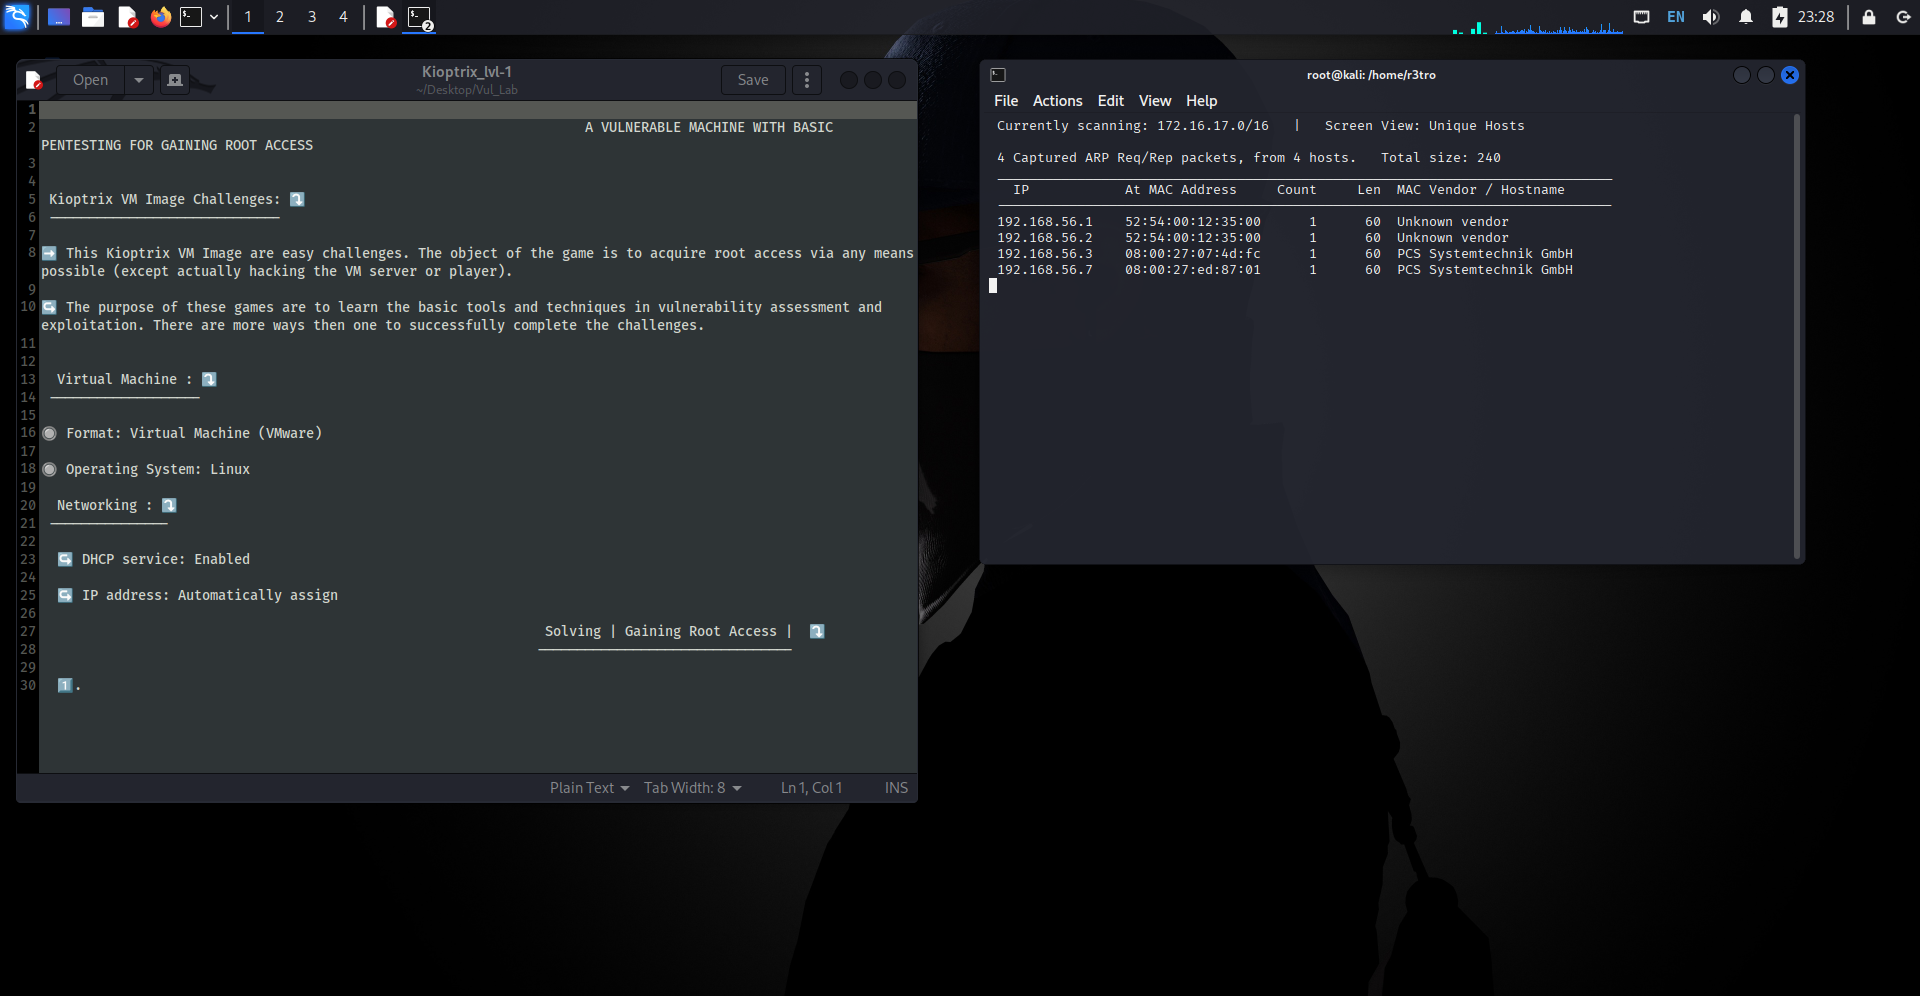 1 2 3 4 2 EN 23:28
Open Kioptrix_lvl-1 Save
~/Desktop/Vul_Lab
1
2 A VULNERABLE MACHINE WITH BASIC
PENTESTING FOR GAINING ROOT ACCESS
3
4
5 Kioptrix VM Image Challenges: ⤵️
6 -----------------------------
7
8 ➡️ This Kioptrix VM Image are easy challenges. The object of the game is to acquire root access via any means
possible (except actually hacking the VM server or player).
9
10 ↪️ The purpose of these games are to learn the basic tools and techniques in vulnerability assessment and
exploitation. There are more ways then one to successfully complete the challenges.
11
12
13 Virtual Machine : ⤵️
14 -------------------
15
16 🔘 Format: Virtual Machine (VMware)
17
18 🔘 Operating System: Linux
19
20 Networking : ⤵️
21 ---------------
22
23 ↪️ DHCP service: Enabled
24
25 ↪️ IP address: Automatically assign
26
27 Solving | Gaining Root Access | ⤵️
28 --------------------------------
29
30 1️⃣.
Plain Text Tab Width: 8 Ln 1, Col 1 INS
root@kali: /home/r3tro
File Actions Edit View Help
Currently scanning: 172.16.17.0/16 | Screen View: Unique Hosts
4 Captured ARP Req/Rep packets, from 4 hosts. Total size: 240
IP At MAC Address Count Len MAC Vendor / Hostname
192.168.56.1 52:54:00:12:35:00 1 60 Unknown vendor
192.168.56.2 52:54:00:12:35:00 1 60 Unknown vendor
192.168.56.3 08:00:27:07:4d:fc 1 60 PCS Systemtechnik GmbH
192.168.56.7 08:00:27:ed:87:01 1 60 PCS Systemtechnik GmbH